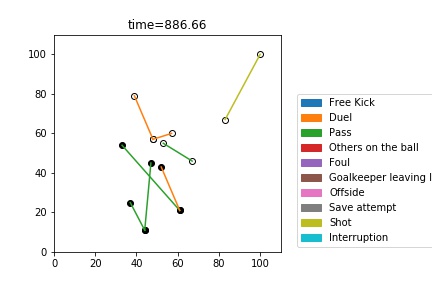 time=886.66
100
80
60
40
20
0
0 20 40 60 80 100
Free Kick
Duel
Pass
Others on the ball
Foul
Goalkeeper leaving
Offside
Save attempt
Shot
Interruption